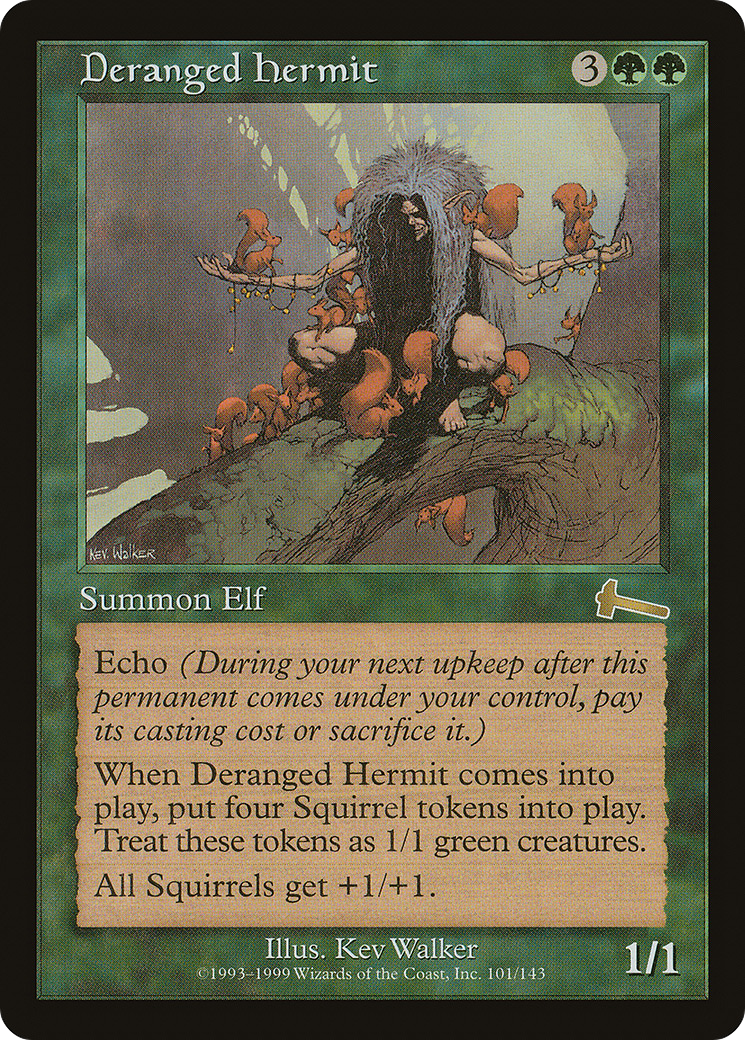 Deranged Hermit 3
Kev. Walker
Summon Elf
Echo (During your next upkeep after this
permanent comes under your control, pay
its casting cost or sacrifice it.)
When Deranged Hermit comes into
play, put four Squirrel tokens into play.
Treat these tokens as 1/1 green creatures.
All Squirrels get +1/+1.
Illus. Kev Walker
©1993–1999 Wizards of the Coast, Inc. 101/143
1/1